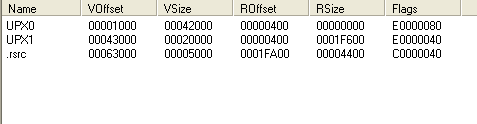 Name VOffset VSize ROffset RSize Flags
UPX0 00001000 00042000 00000400 00000000 E0000080
UPX1 00043000 00020000 00000400 0001F600 E0000040
.rsrc 00063000 00005000 0001FA00 00004400 C0000040